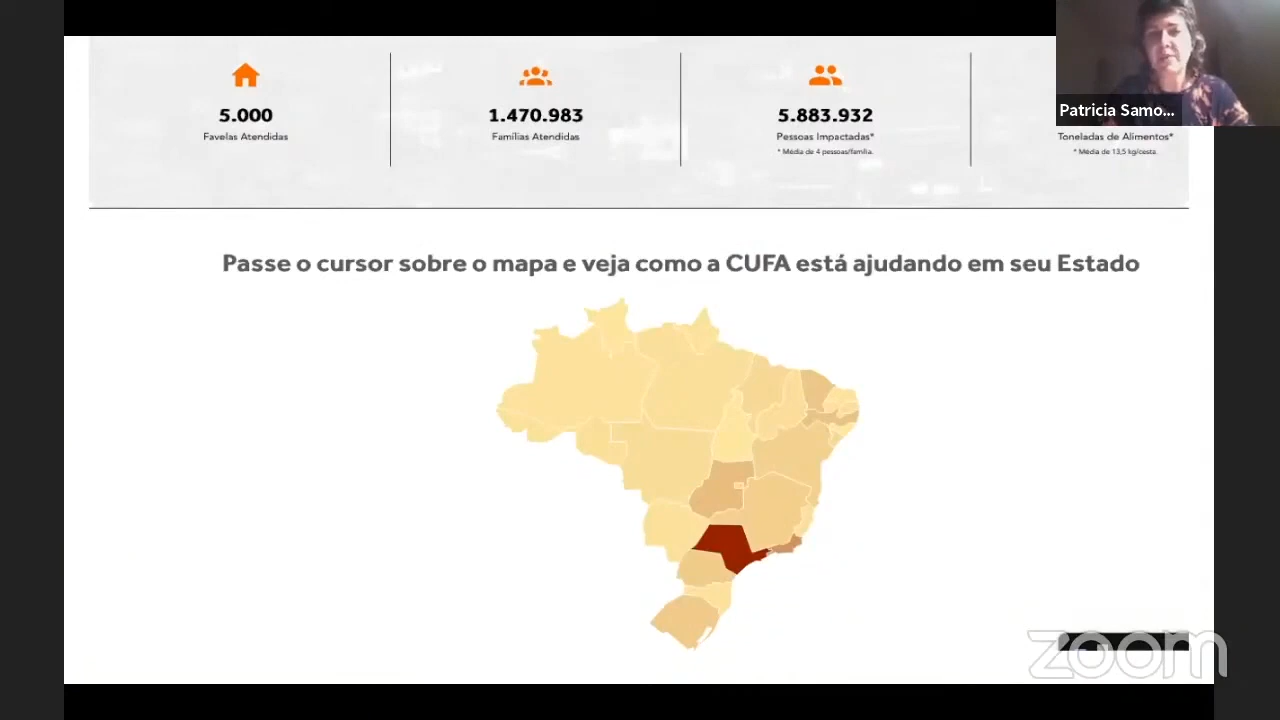 5.000
Favelas Atendidas
1.470.983
Famílias Atendidas
5.883.932
Pessoas Impactadas*
* Média de 4 pessoas/família.
Toneladas de Alimentos*
* Média de 13,5 kg/cesta.
Patricia Samo...
Passe o cursor sobre o mapa e veja como a CUFA está ajudando em seu Estado
zoom